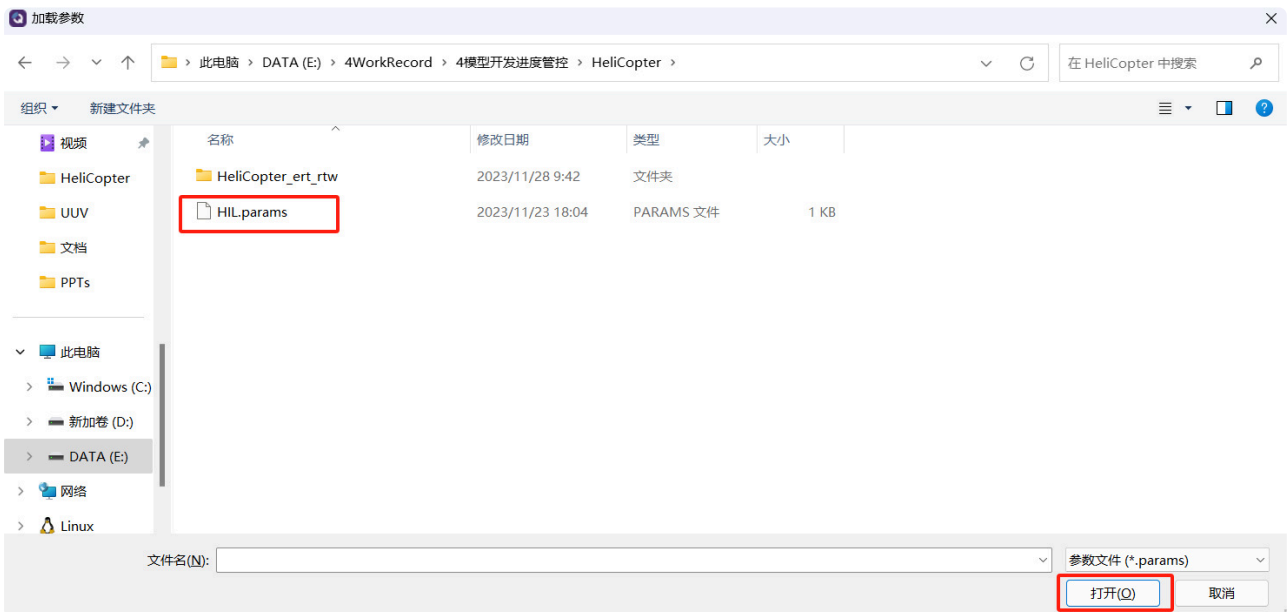 加载参数
此电脑 > DATA (E:) > 4WorkRecord > 4模型开发进度管控 > HeliCopter >
在 HeliCopter 中搜索
组织 新建文件夹
名称 修改日期 类型 大小
视频
HeliCopter
UUV
文档
PPTs
此电脑
Windows (C:)
新加卷 (D:)
DATA (E:)
网络
Linux
HeliCopter_ert_rtw 2023/11/28 9:42 文件夹
HIL.params 2023/11/23 18:04 PARAMS 文件 1 KB
文件名(N):
参数文件 (*.params)
打开(O) 取消